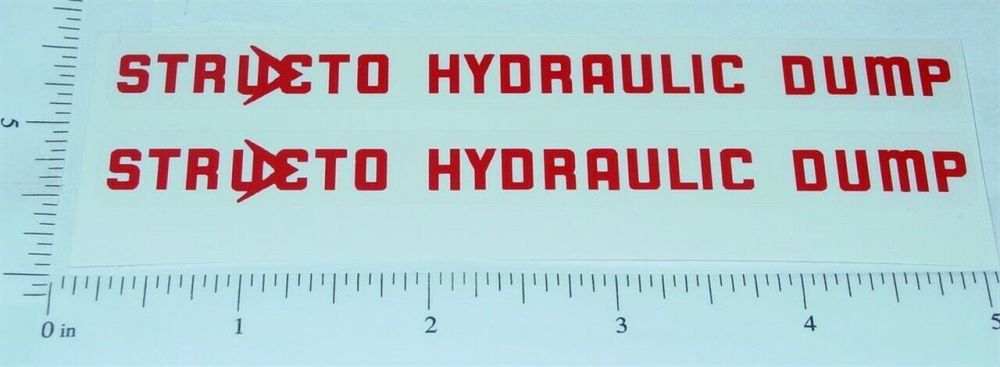 STRUCTO HYDRAULIC DUMP
STRUCTO HYDRAULIC DUMP
5
0 in 1 2 3 4 5